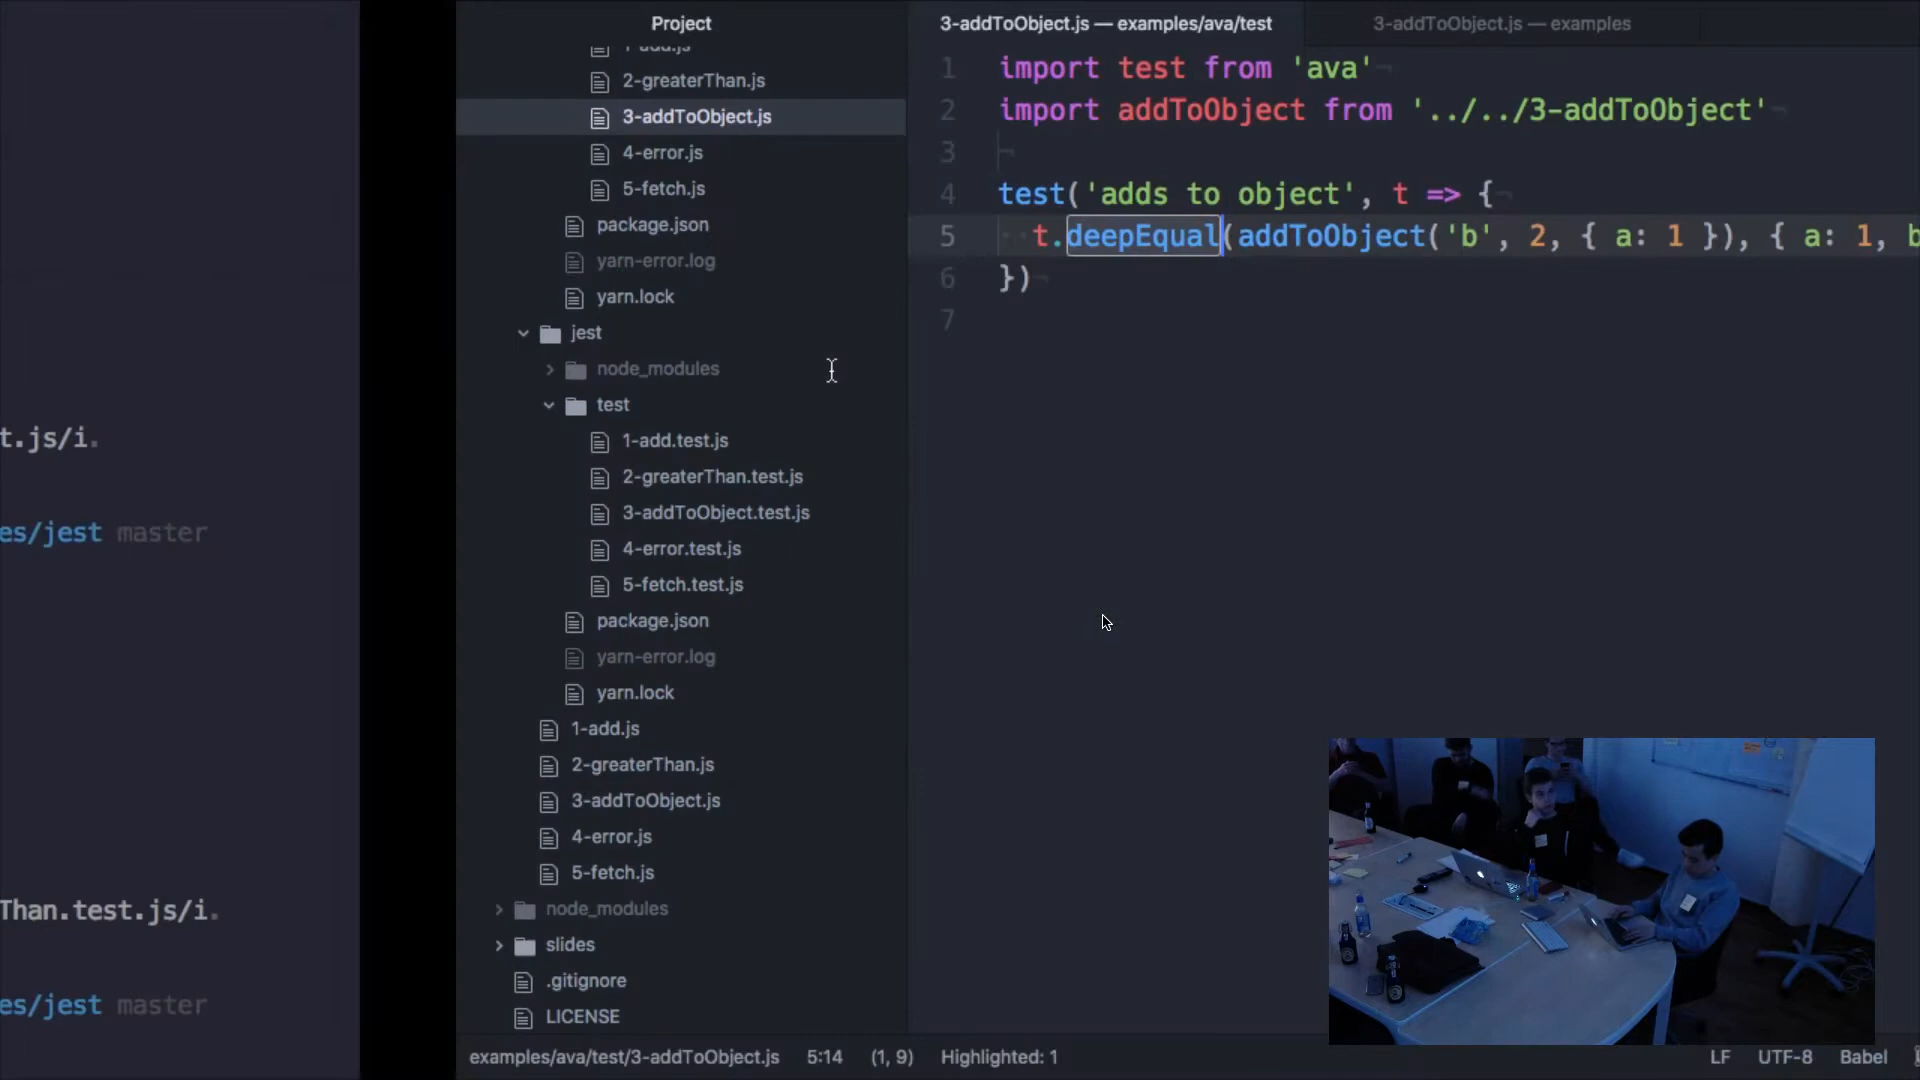 t.js/i.
es/jest master
Than.test.js/i.
es/jest master
Project
1-add.js
2-greaterThan.js
3-addToObject.js
4-error.js
5-fetch.js
package.json
yarn-error.log
yarn.lock
jest
node_modules
test
1-add.test.js
2-greaterThan.test.js
3-addToObject.test.js
4-error.test.js
5-fetch.test.js
package.json
yarn-error.log
yarn.lock
1-add.js
2-greaterThan.js
3-addToObject.js
4-error.js
5-fetch.js
node_modules
slides
.gitignore
LICENSE
3-addToObject.js — examples/ava/test
3-addToObject.js — examples
1 import test from 'ava'¬
2 import addToObject from '../../3-addToObject'¬
3 ¬
4 test('adds to object', t => {¬
5 ··t.deepEqual(addToObject('b', 2, { a: 1 }), { a: 1, b
6 })¬
7
examples/ava/test/3-addToObject.js 5:14 (1, 9) Highlighted: 1 LF UTF-8 Babel